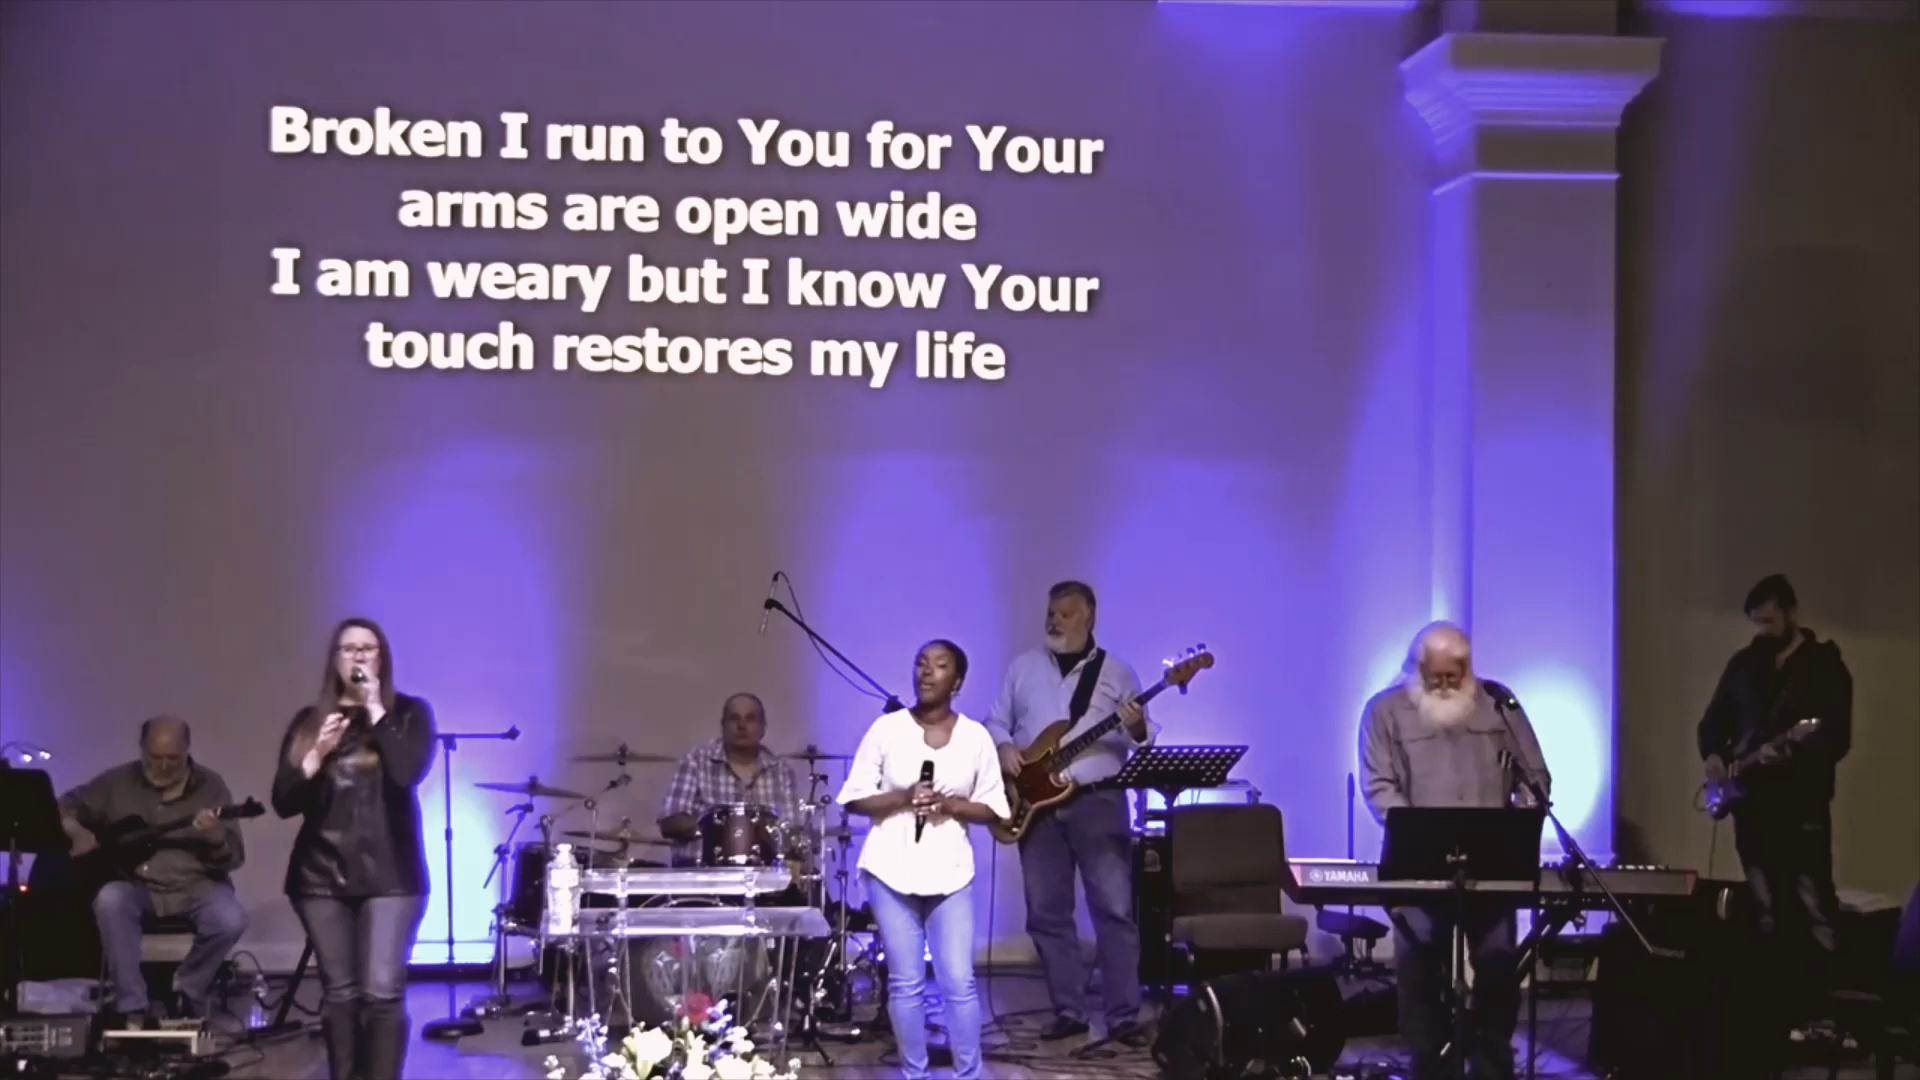 Broken I run to You for Your
arms are open wide
I am weary but I know Your
touch restores my life
YAMAHA